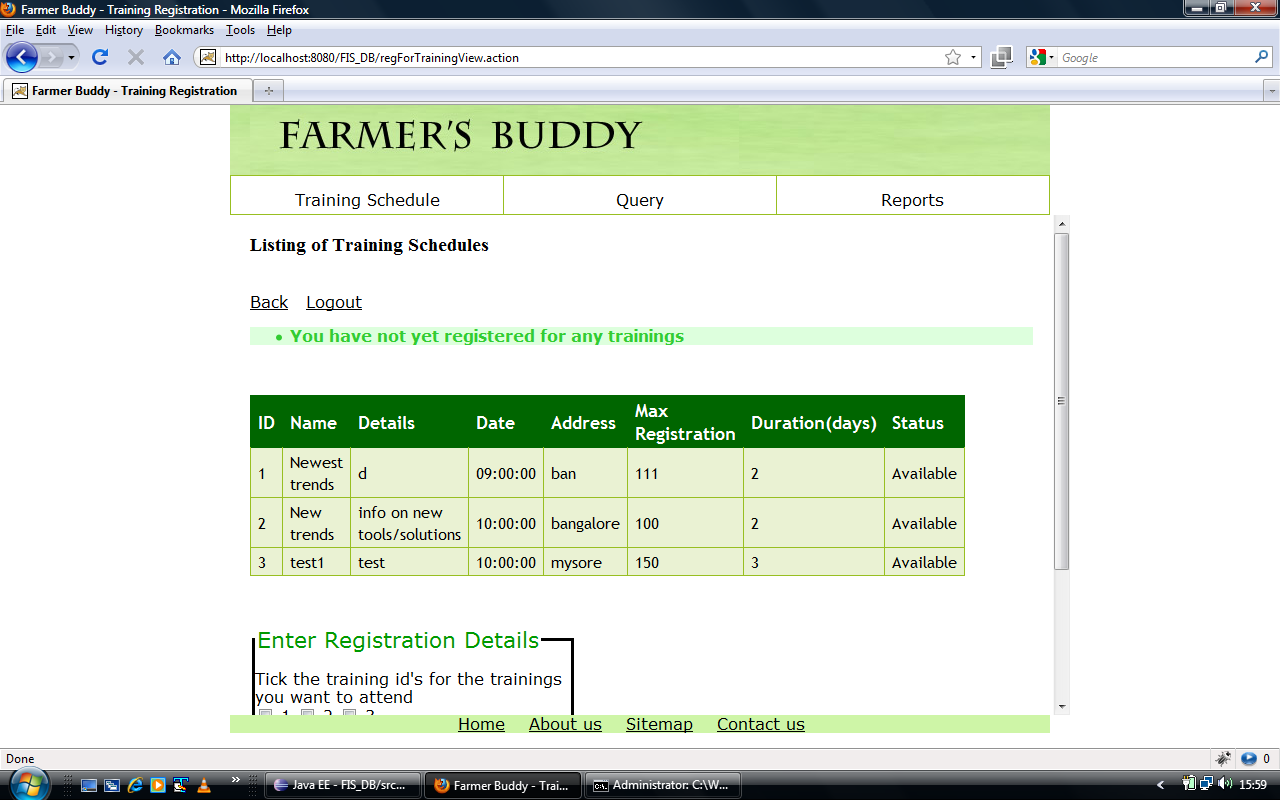 Farmer Buddy - Training Registration - Mozilla Firefox
File Edit View History Bookmarks Tools Help
http://localhost:8080/FIS_DB/regForTrainingView.action
Google
Farmer Buddy - Training Registration
FARMER'S BUDDY
Training Schedule Query Reports
Listing of Training Schedules
Back Logout
• You have not yet registered for any trainings
ID Name Details Date Address Max Registration Duration(days) Status
1 Newest trends d 09:00:00 ban 111 2 Available
2 New trends info on new tools/solutions 10:00:00 bangalore 100 2 Available
3 test1 test 10:00:00 mysore 150 3 Available
Enter Registration Details
Tick the training id's for the trainings
you want to attend
1 2 3
Home About us Sitemap Contact us
Done 0
Java EE - FIS_DB/src... Farmer Buddy - Trai... Administrator: C:\W... 15:59